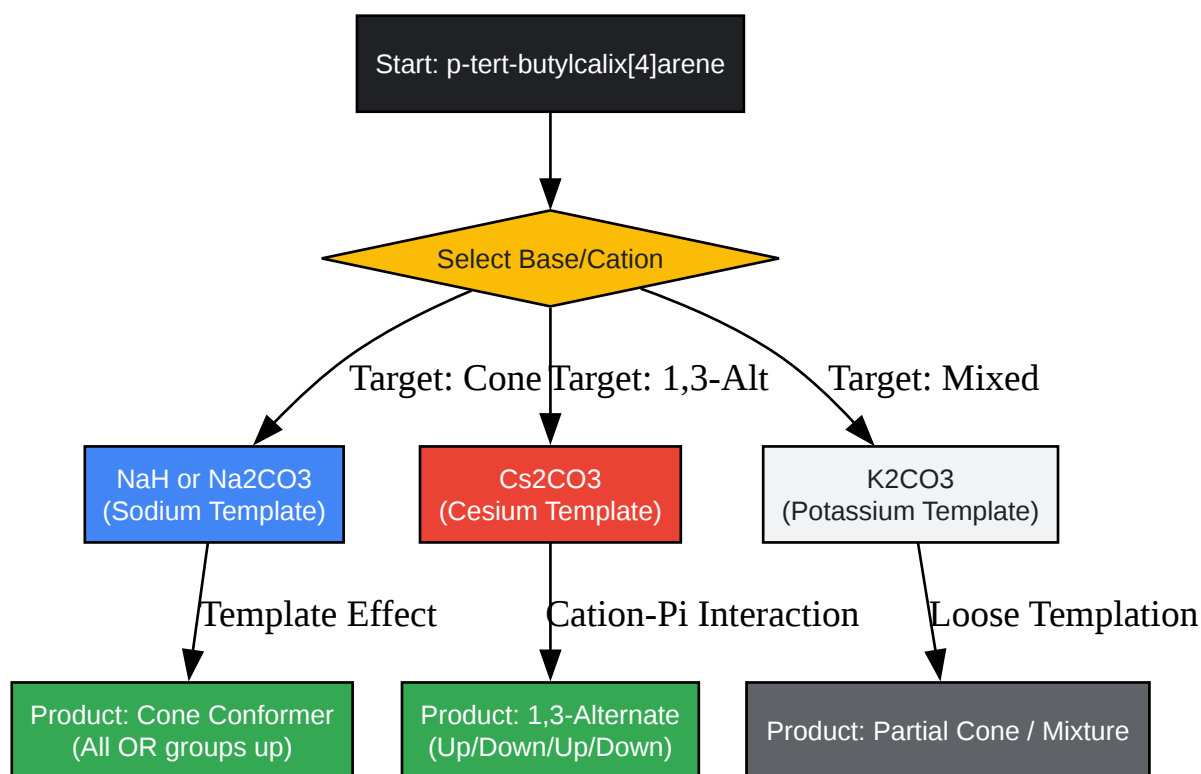 Start: p-tert-butylcalix[4]arene
Select Base/Cation
Target: Cone
Target: 1,3-Alt
Target: Mixed
NaH or Na2CO3
(Sodium Template)
Cs2CO3
(Cesium Template)
K2CO3
(Potassium Template)
Template Effect
Cation-Pi Interaction
Loose Templation
Product: Cone Conformer
(All OR groups up)
Product: 1,3-Alternate
(Up/Down/Up/Down)
Product: Partial Cone / Mixture